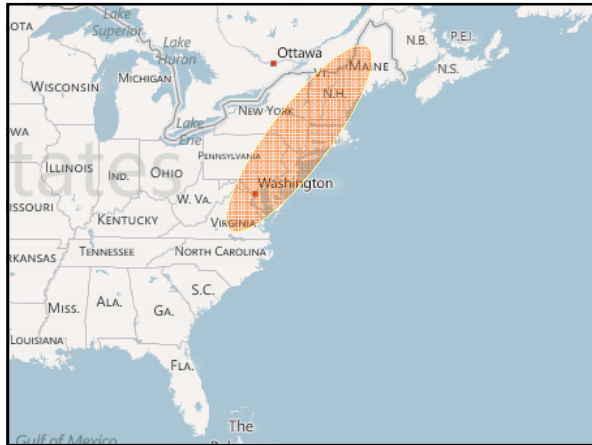 OTA
Lake
Superior
Lake
Huron
Ottawa
N.B.
P.E.I.
WISCONSIN
MICHIGAN
VT.
MAINE
N.S.
N.H.
NEW YORK
WA
Lake
Erie
PENNSYLVANIA
tates
ILLINOIS
IND.
OHIO
Washington
W. VA.
ISSOURI
KENTUCKY
VIRGINIA
TENNESSEE
NORTH CAROLINA
RKANSAS
S.C.
MISS.
ALA.
GA.
LOUISIANA
FLA.
The
Gulf of Mexico